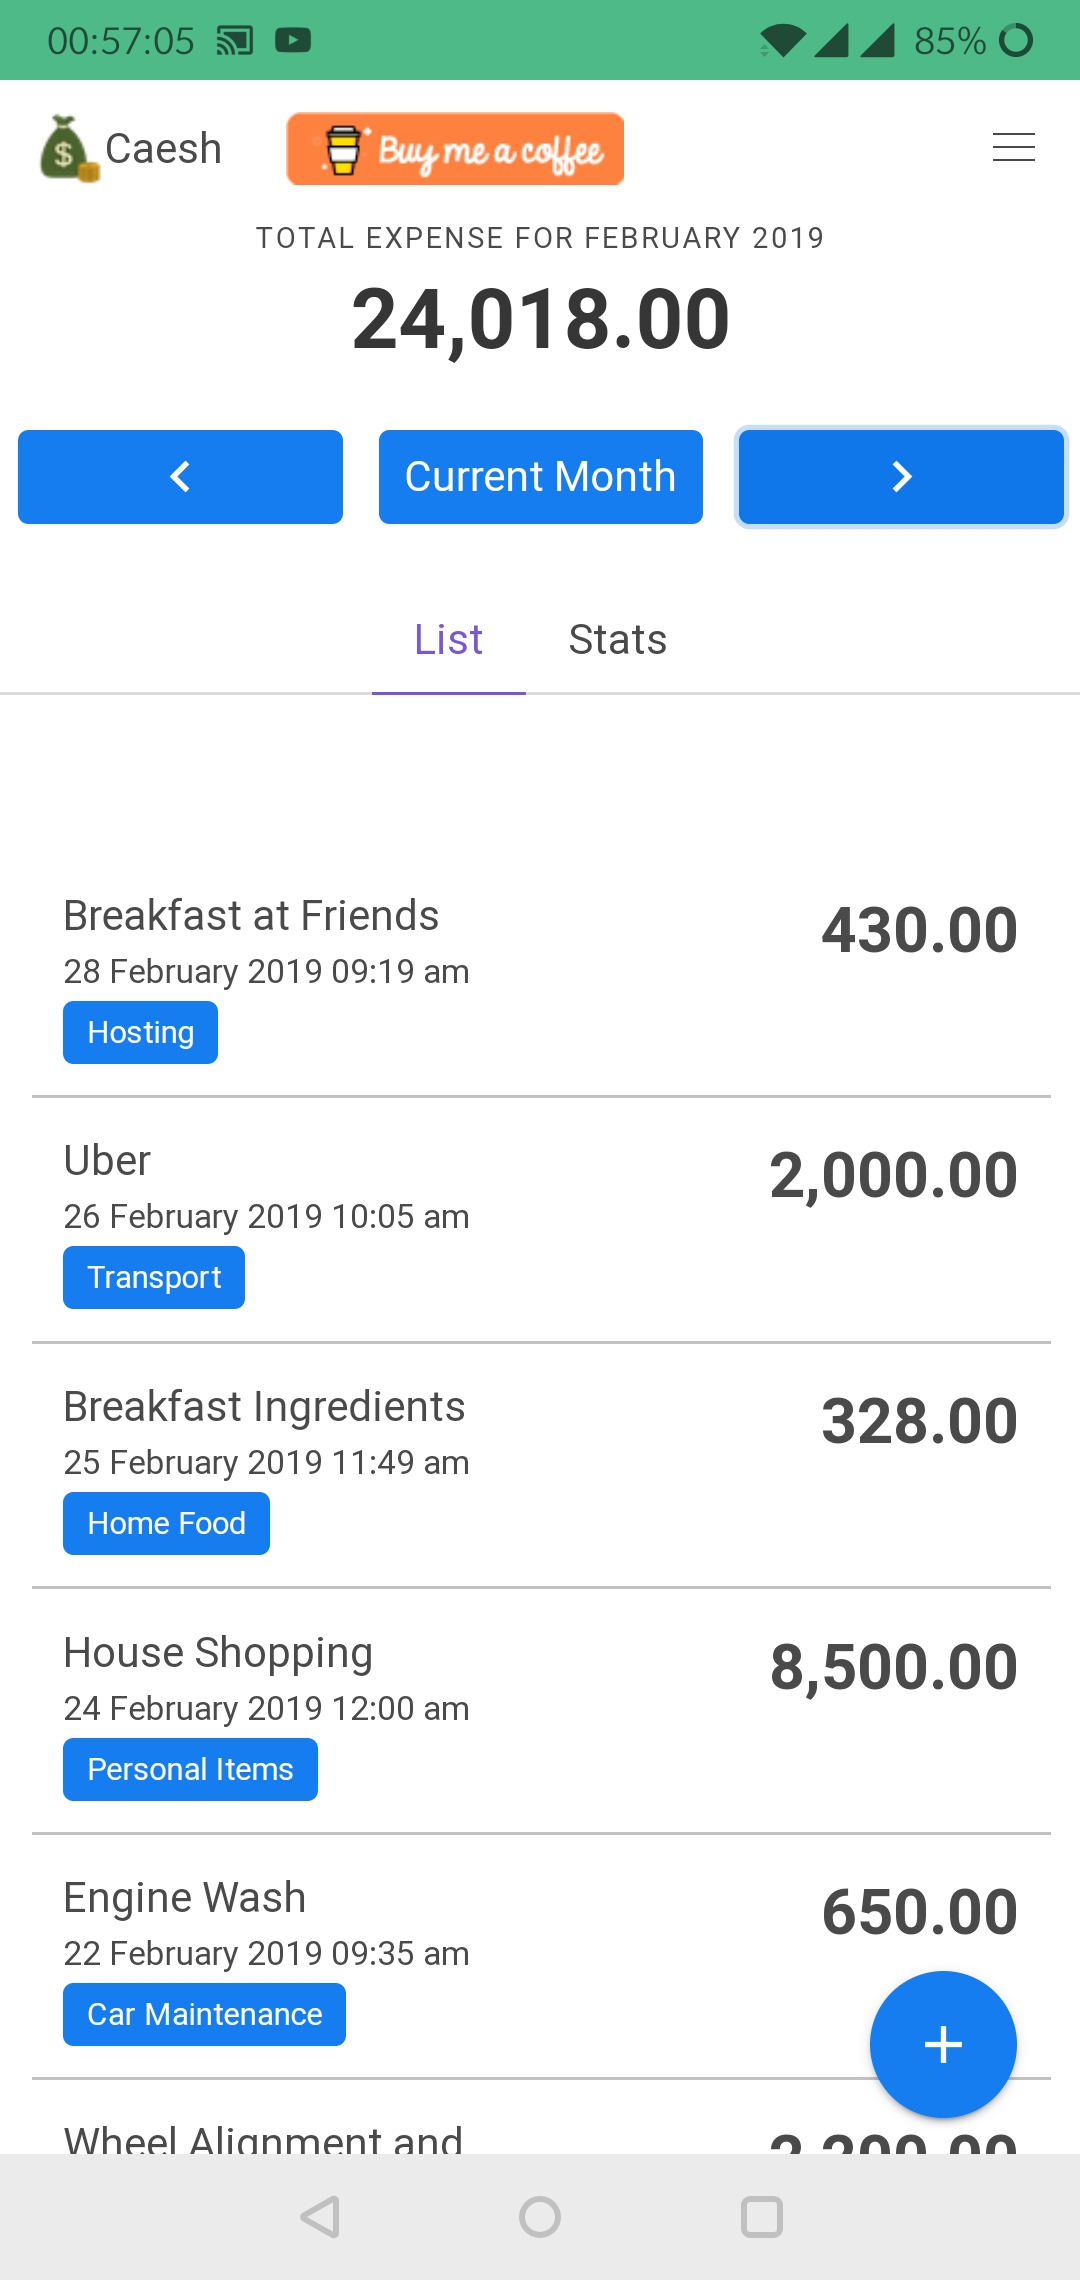 00:57:05 85%
Caesh Buy me a coffee
TOTAL EXPENSE FOR FEBRUARY 2019
24,018.00
Current Month
List Stats
Breakfast at Friends 430.00
28 February 2019 09:19 am
Hosting
Uber 2,000.00
26 February 2019 10:05 am
Transport
Breakfast Ingredients 328.00
25 February 2019 11:49 am
Home Food
House Shopping 8,500.00
24 February 2019 12:00 am
Personal Items
Engine Wash 650.00
22 February 2019 09:35 am
Car Maintenance
+
Wheel Alignment and